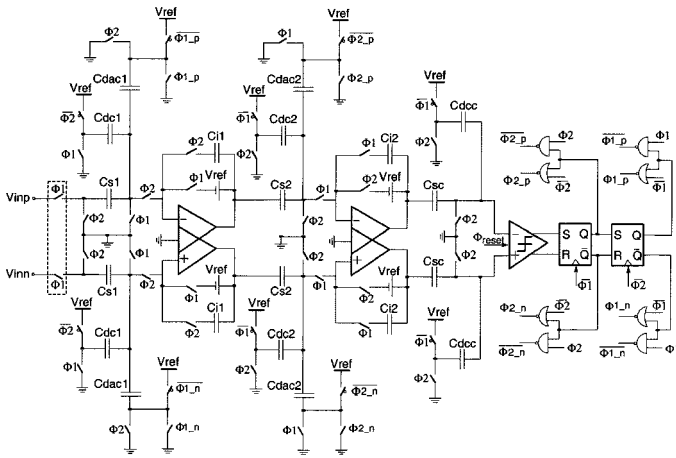 Vref
Vref
Φ2
Φ1_p
Φ1
Φ2_p
Φ1_p
Φ2_p
Cdac1
Cdac2
Vref
Vref
Vref
Φ2
Cdc1
Φ1
Cdc2
Φ1
Cdcc
Φ1
Φ2
Φ2
Φ2
Ci1
Φ1
Ci2
Φ2_p
Φ2
Φ1_p
Φ1
Φ1
Vref
Φ2
Vref
Φ2_p
Φ2
Φ1_p
Φ1
Vinp
Φ1
Cs1
Φ2
Cs2
Φ1
Csc
Φ2
Φ1
Φ2
Φ2
Φreset
S Q
S Q
Φ2
Φ1
Φ2
Φ2
R Q
R Q
Vinn
Φ1
Cs1
Φ2
Cs2
Φ1
Csc
Φ1
Φ2
Φ1
Vref
Φ2
Vref
Φ2
Ci1
Φ1
Ci2
Vref
Vref
Vref
Φ2_n
Φ2
Φ1_n
Φ1
Φ2
Cdc1
Φ1
Cdc2
Φ1
Cdcc
Φ1
Φ2
Φ2
Φ2_n
Φ2
Φ1_n
Φ
Cdac1
Vref
Cdac2
Vref
Φ1_n
Φ2_n
Φ2
Φ1_n
Φ1
Φ2_n